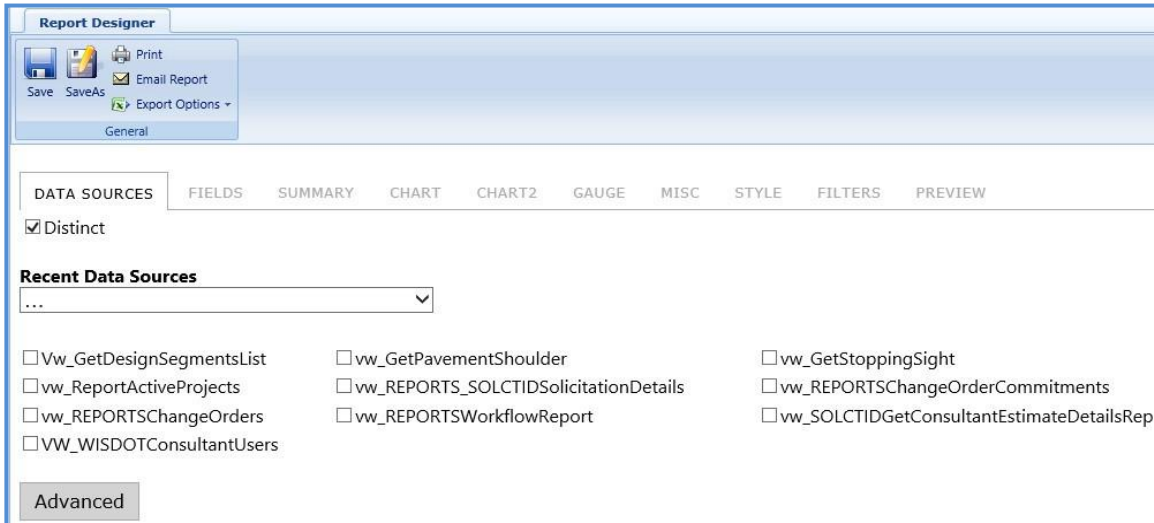 Report Designer
Print
Email Report
Save SaveAs
Export Options
General
DATA SOURCES FIELDS SUMMARY CHART CHART2 GAUGE MISC STYLE FILTERS PREVIEW
Distinct
Recent Data Sources
...
Vw_GetDesignSegmentsList vw_GetPavementShoulder vw_GetStoppingSight
vw_ReportActiveProjects vw_REPORTS_SOLCTIDSolicitationDetails vw_REPORTSChangeOrderCommitments
vw_REPORTSChangeOrders vw_REPORTSWorkflowReport vw_SOLCTIDGetConsultantEstimateDetailsRep
VW_WISDOTConsultantUsers
Advanced